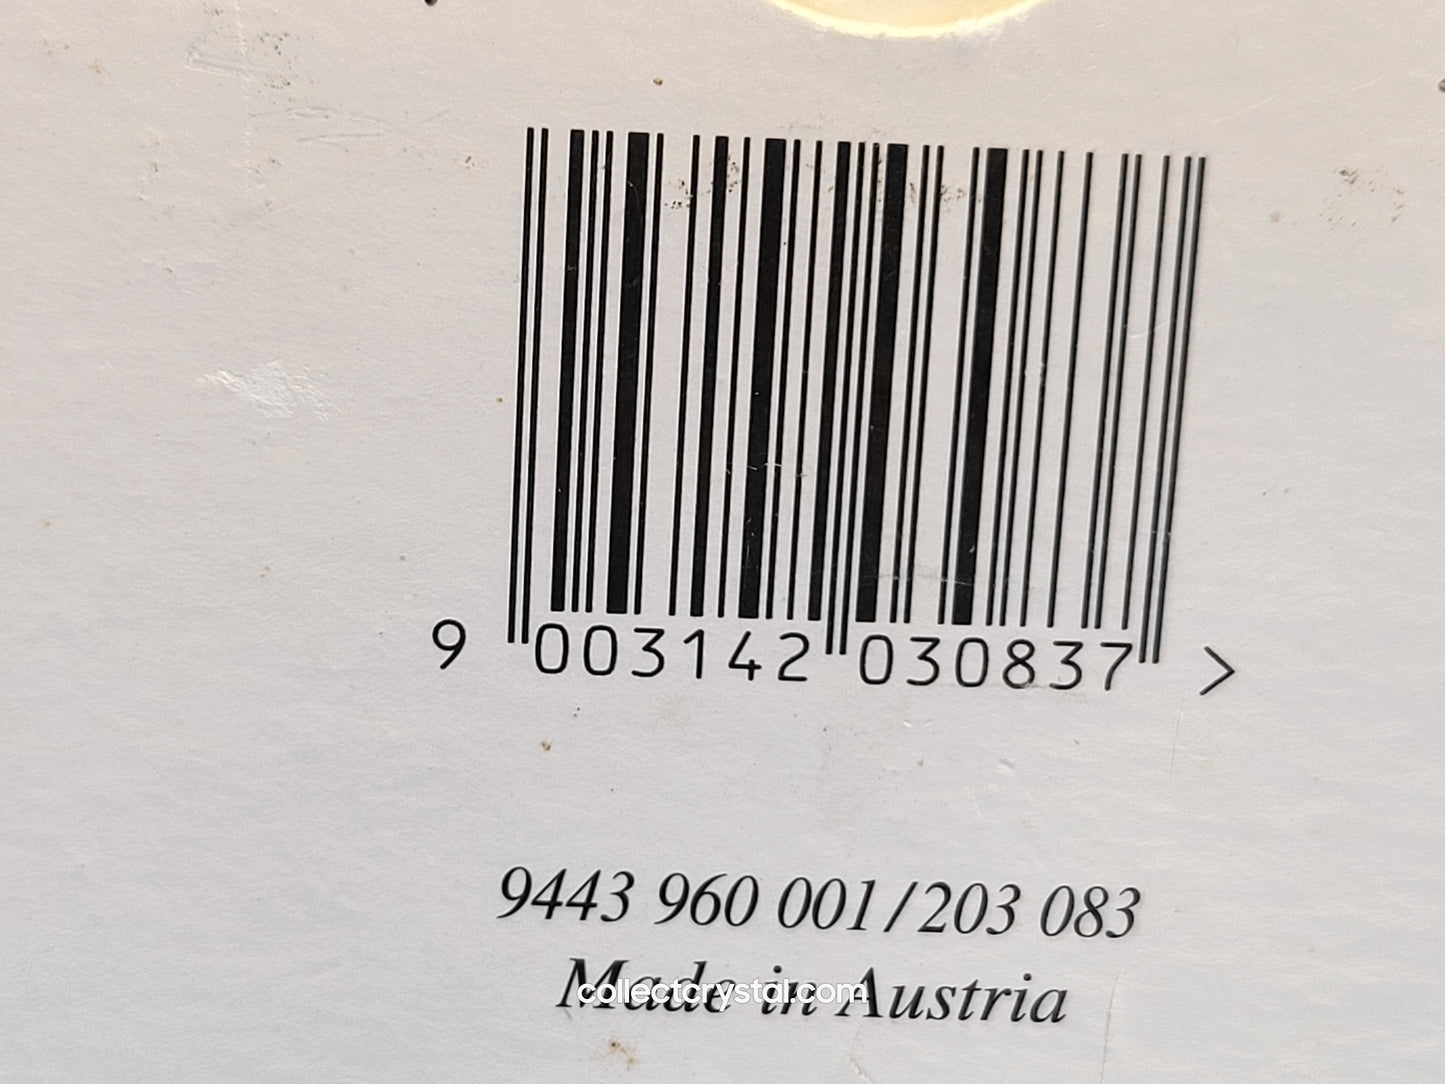 9 003142 030837 >
9443 960 001/203 083
Made in Austria
collectcrystal.com